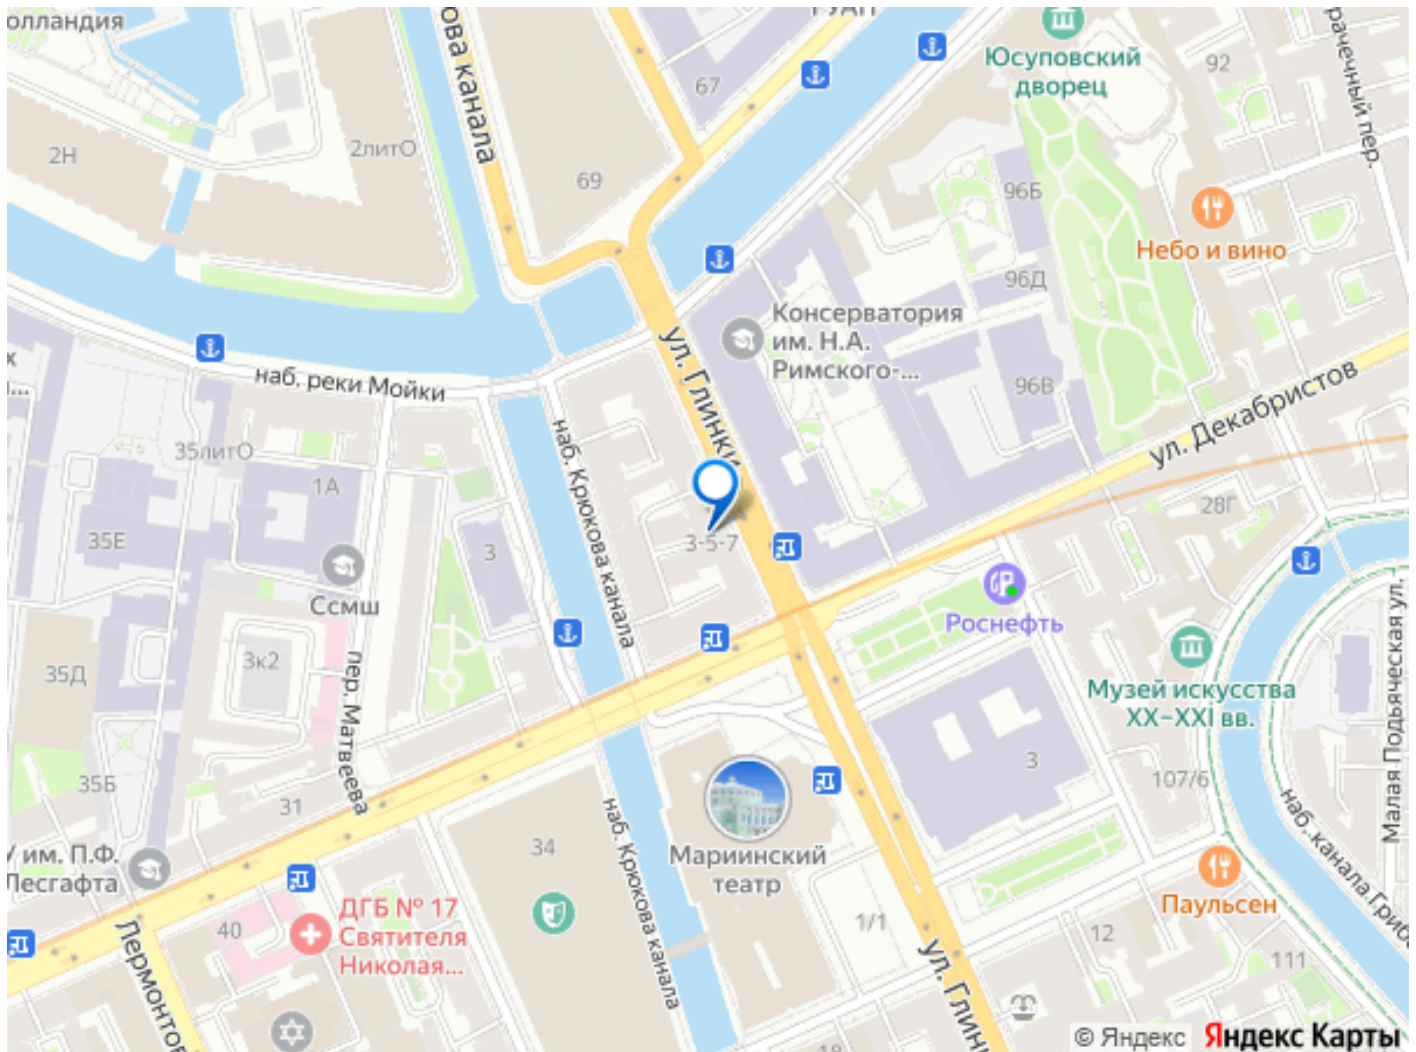 олландия
ова канала
РУДН
Юсуповский
дворец
92
рачечный пер.
67
2Н
2литО
69
96Б
Небо и вино
96Д
Консерватория
им. Н.А.
Римского-...
ул. Глинки
х
...
наб. реки Мойки
96В
ул. Декабристов
35литО
1А
наб. Крюкова канала
28Г
35Е
3
3-5-7
Ссмш
Роснефть
Малая Подьяческая ул.
3к2
35Д
пер. Матвеева
Музей искусства
XX–XXI вв.
3
107/6
35Б
31
наб. Крюкова канала
наб. канала Грибо
34
Мариинский
театр
У им. П.Ф.
Лесгафта
Паульсен
ДГБ № 17
Святителя
Николая...
40
1/1
12
111
Лермонтов
ул. Глинк
18
© Яндекс Яндекс Карты